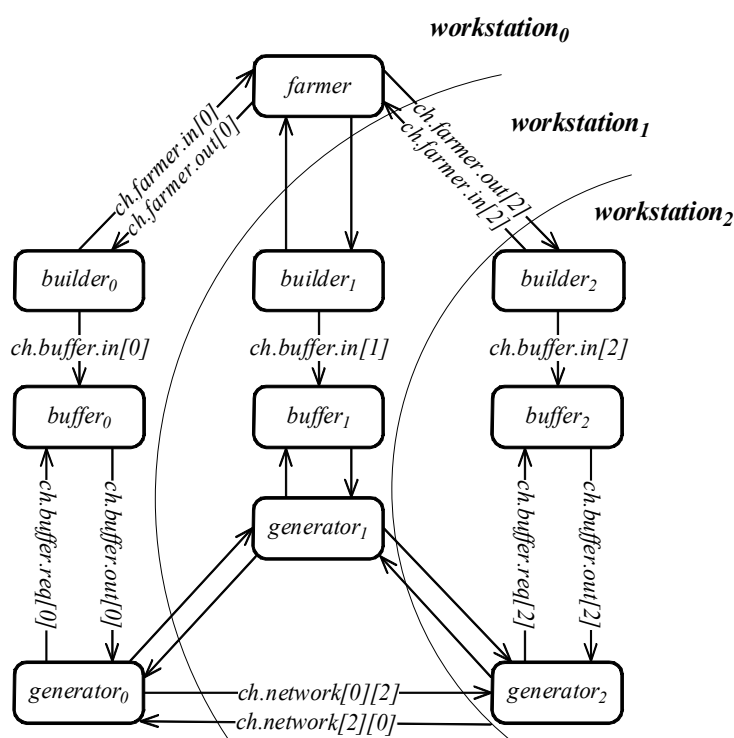 workstation0
farmer
workstation1
ch.farmer.in[0]
ch.farmer.out[0]
ch.farmer.out[2]
ch.farmer.in[2]
workstation2
builder0
builder1
builder2
ch.buffer.in[0]
ch.buffer.in[1]
ch.buffer.in[2]
buffer0
buffer1
buffer2
ch.buffer.req[0]
ch.buffer.out[0]
generator1
ch.buffer.req[2]
ch.buffer.out[2]
generator0
ch.network[0][2]
generator2
ch.network[2][0]